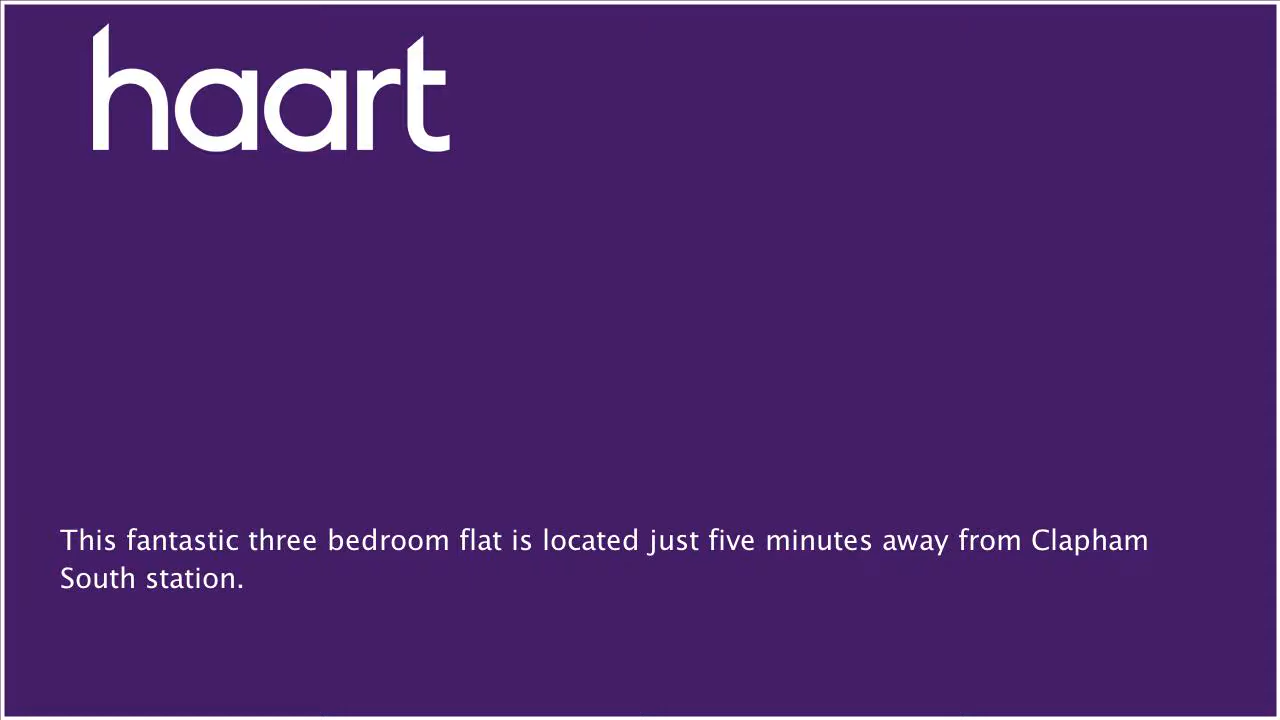 haart
This fantastic three bedroom flat is located just five minutes away from Clapham
South station.